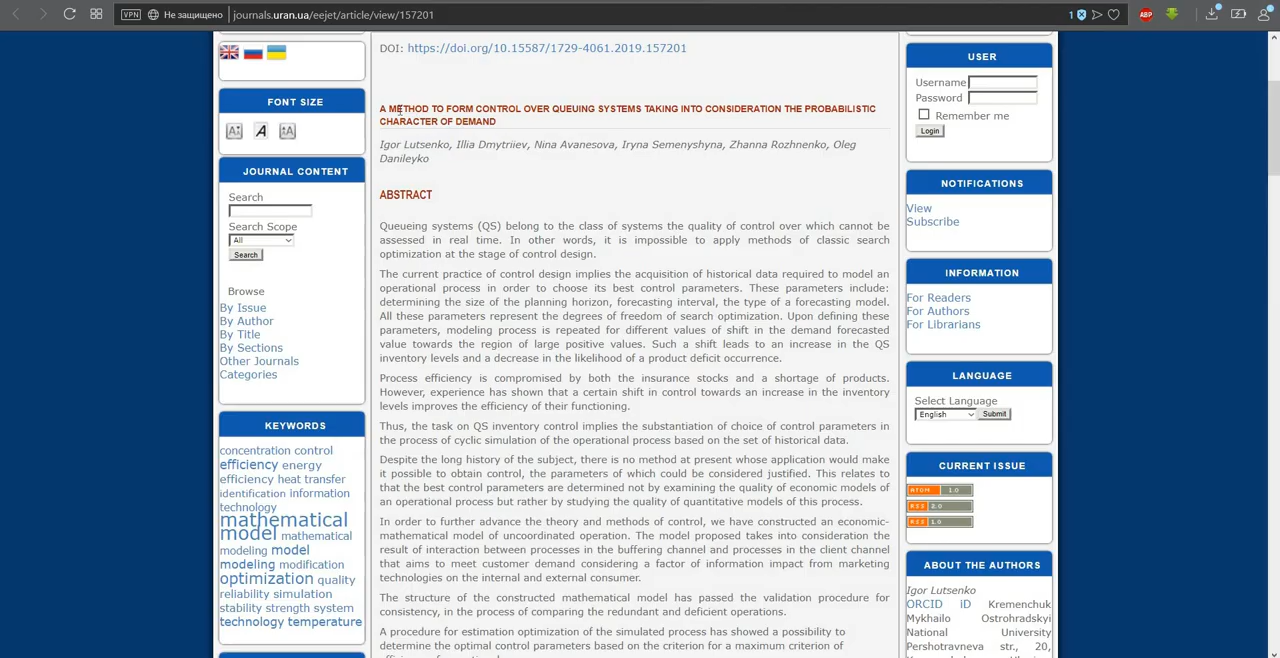 VPN
Не защищено
journals.uran.ua/eejet/article/view/157201
1
ABP
FONT SIZE
JOURNAL CONTENT
Search
Search Scope
All
Search
Browse
By Issue
By Author
By Title
By Sections
Other Journals
Categories
KEYWORDS
concentration control
efficiency energy
efficiency heat transfer
identification information
technology
mathematical
model mathematical
modeling model
modeling modification
optimization quality
reliability simulation
stability strength system
technology temperature
DOI: https://doi.org/10.15587/1729-4061.2019.157201
A METHOD TO FORM CONTROL OVER QUEUING SYSTEMS TAKING INTO CONSIDERATION THE PROBABILISTIC
CHARACTER OF DEMAND
Igor Lutsenko, Illia Dmytriiev, Nina Avanesova, Iryna Semenyshyna, Zhanna Rozhnenko, Oleg
Danileyko
ABSTRACT
Queueing systems (QS) belong to the class of systems the quality of control over which cannot be
assessed in real time. In other words, it is impossible to apply methods of classic search
optimization at the stage of control design.
The current practice of control design implies the acquisition of historical data required to model an
operational process in order to choose its best control parameters. These parameters include:
determining the size of the planning horizon, forecasting interval, the type of a forecasting model.
All these parameters represent the degrees of freedom of search optimization. Upon defining these
parameters, modeling process is repeated for different values of shift in the demand forecasted
value towards the region of large positive values. Such a shift leads to an increase in the QS
inventory levels and a decrease in the likelihood of a product deficit occurrence.
Process efficiency is compromised by both the insurance stocks and a shortage of products.
However, experience has shown that a certain shift in control towards an increase in the inventory
levels improves the efficiency of their functioning.
Thus, the task on QS inventory control implies the substantiation of choice of control parameters in
the process of cyclic simulation of the operational process based on the set of historical data.
Despite the long history of the subject, there is no method at present whose application would make
it possible to obtain control, the parameters of which could be considered justified. This relates to
that the best control parameters are determined not by examining the quality of economic models of
an operational process but rather by studying the quality of quantitative models of this process.
In order to further advance the theory and methods of control, we have constructed an economic-
mathematical model of uncoordinated operation. The model proposed takes into consideration the
result of interaction between processes in the buffering channel and processes in the client channel
that aims to meet customer demand considering a factor of information impact from marketing
technologies on the internal and external consumer.
The structure of the constructed mathematical model has passed the validation procedure for
consistency, in the process of comparing the redundant and deficient operations.
A procedure for estimation optimization of the simulated process has showed a possibility to
determine the optimal control parameters based on the criterion for a maximum criterion of
USER
Username
Password
Remember me
Login
NOTIFICATIONS
View
Subscribe
INFORMATION
For Readers
For Authors
For Librarians
LANGUAGE
Select Language
English
Submit
CURRENT ISSUE
ATOM 1.0
RSS 2.0
RSS 1.0
ABOUT THE AUTHORS
Igor Lutsenko
ORCID iD Kremenchuk
Mykhailo Ostrohradskyi
National University
Pershotravneva str., 20,